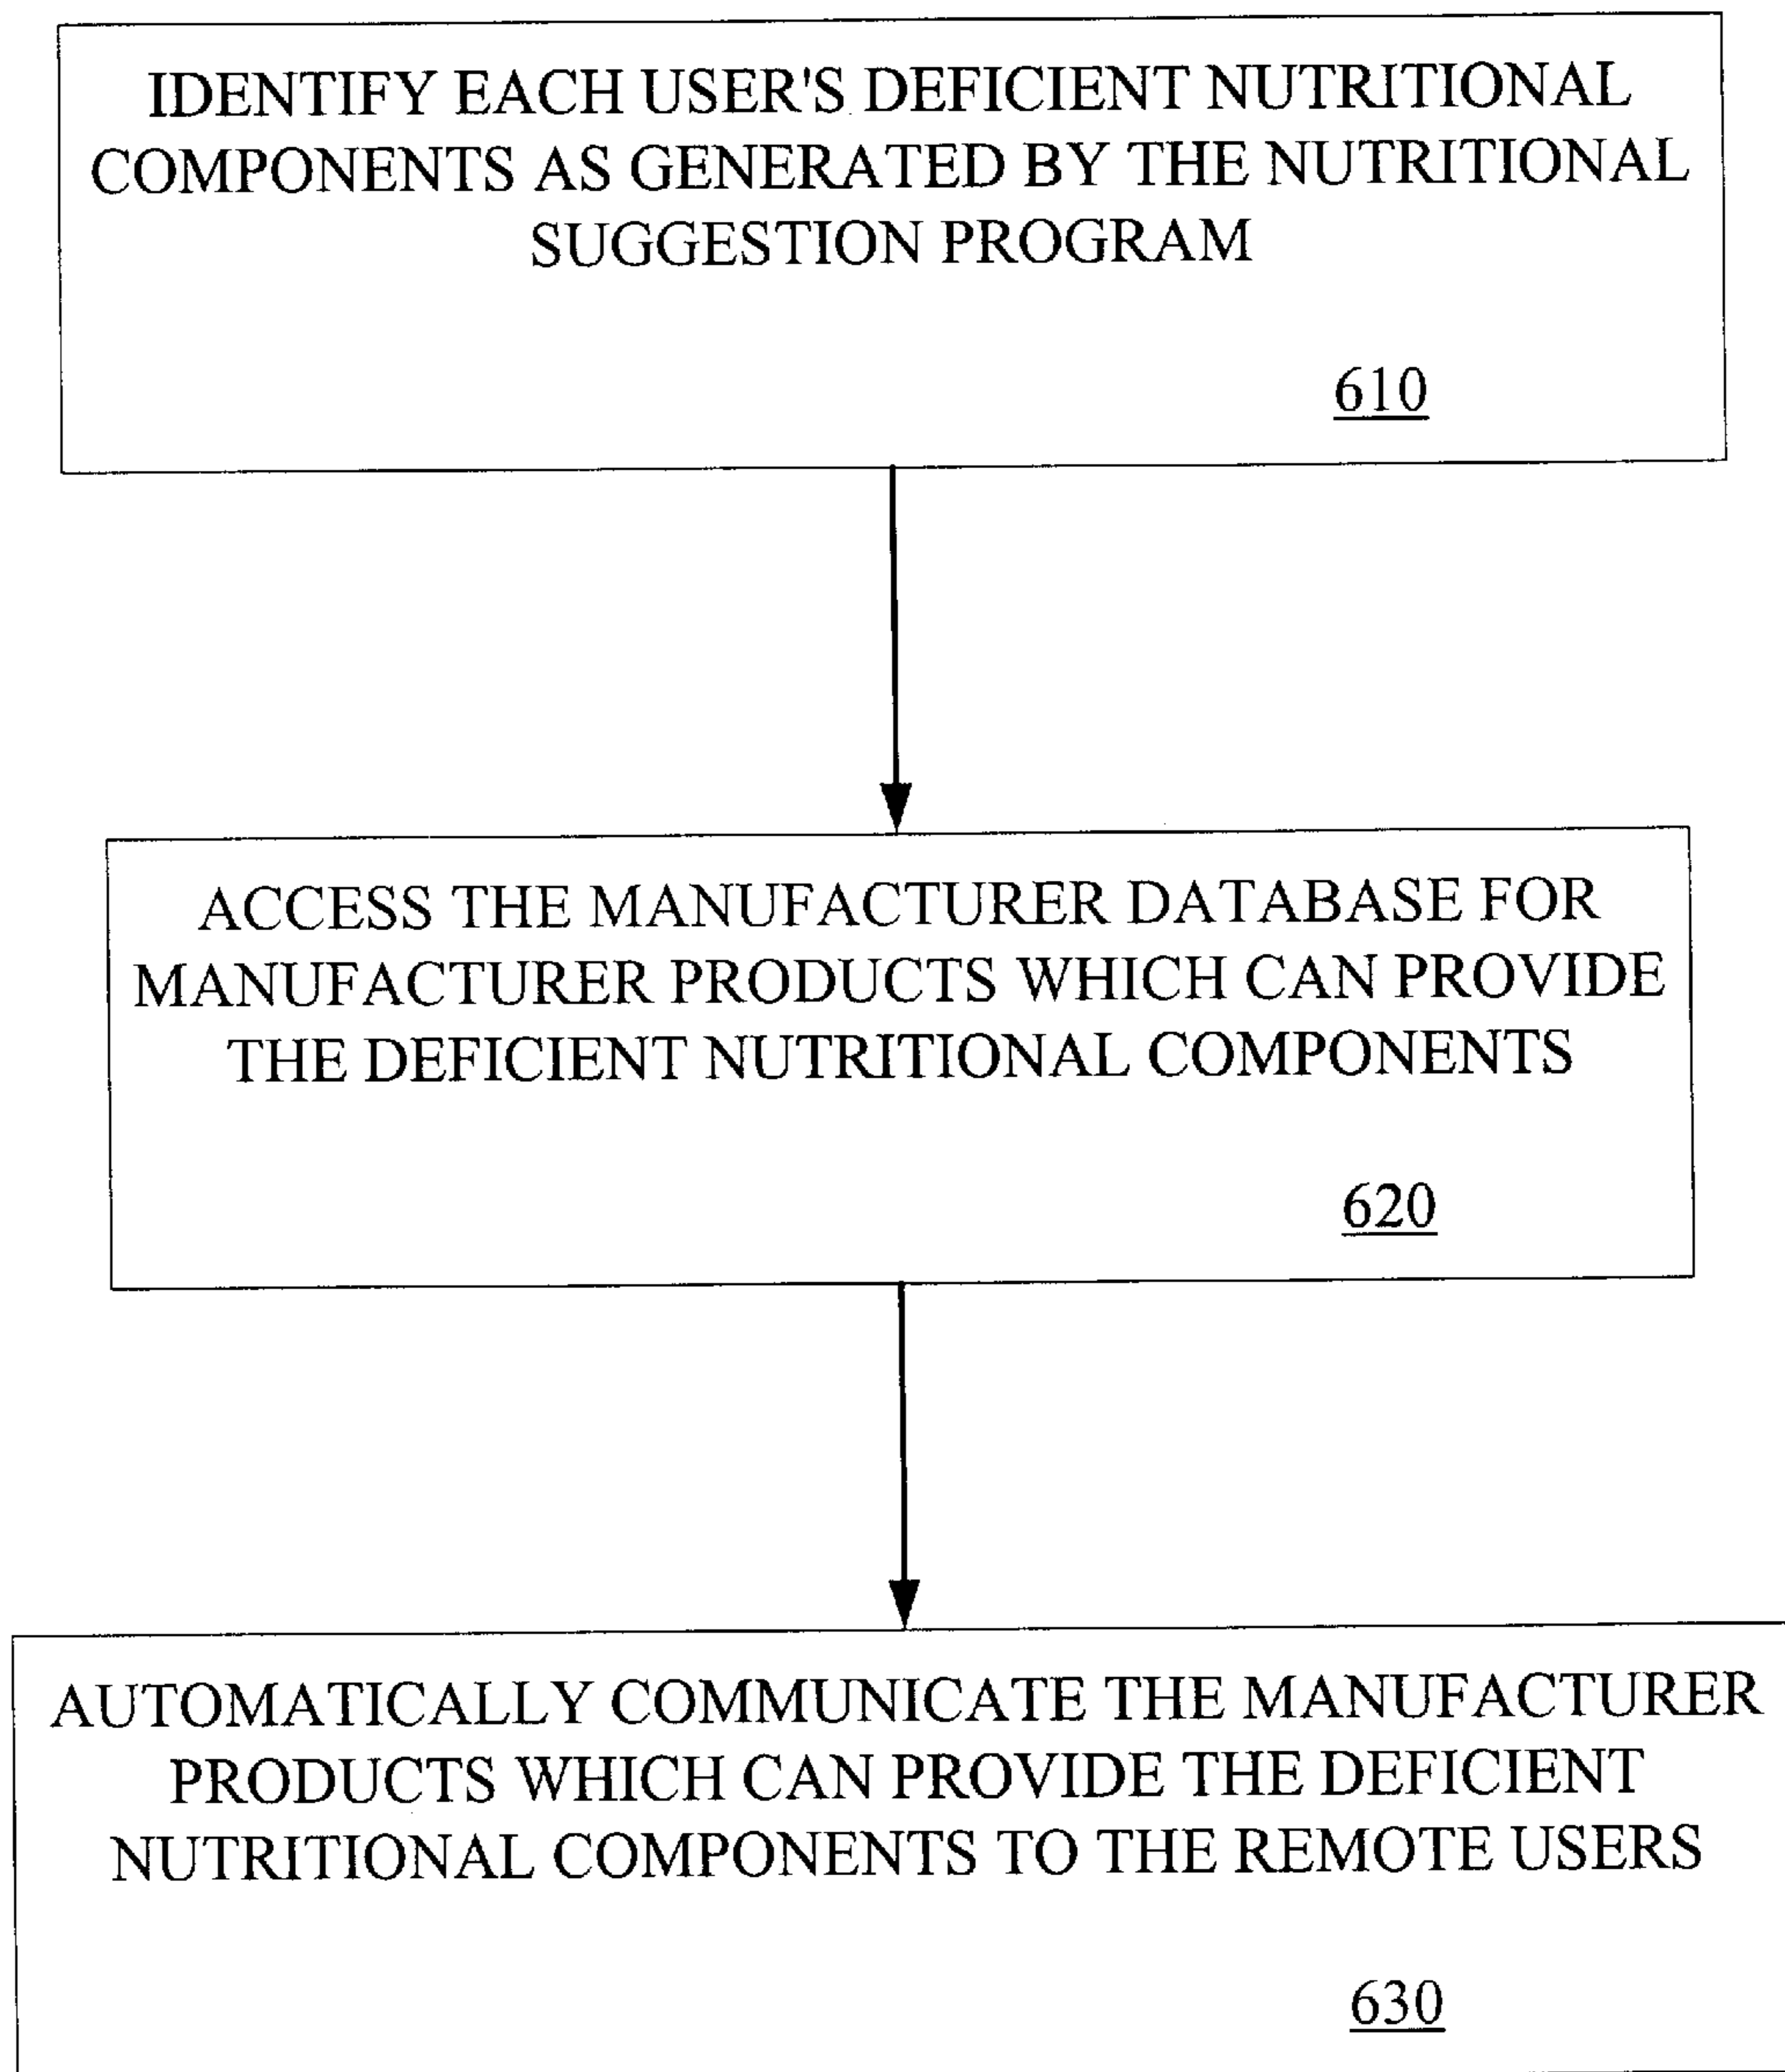 IDENTIFY EACH USER'S DEFICIENT NUTRITIONAL
COMPONENTS AS GENERATED BY THE NUTRITIONAL
SUGGESTION PROGRAM
610
ACCESS THE MANUFACTURER DATABASE FOR
MANUFACTURER PRODUCTS WHICH CAN PROVIDE
THE DEFICIENT NUTRITIONAL COMPONENTS
620
AUTOMATICALLY COMMUNICATE THE MANUFACTURER
PRODUCTS WHICH CAN PROVIDE THE DEFICIENT
NUTRITIONAL COMPONENTS TO THE REMOTE USERS
630